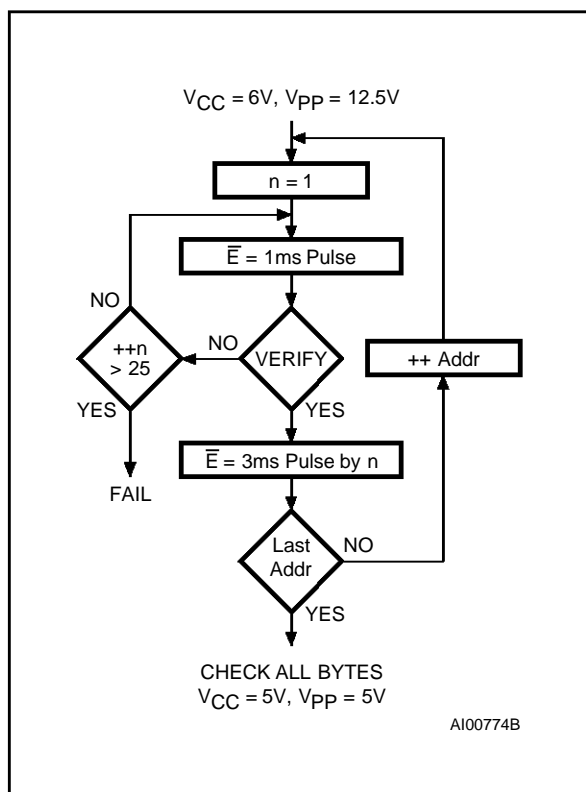 VCC = 6V, VPP = 12.5V
n = 1
E̅ = 1ms Pulse
NO
++n
> 25
NO
VERIFY
++ Addr
YES
YES
E̅ = 3ms Pulse by n
FAIL
Last
Addr
NO
YES
CHECK ALL BYTES
VCC = 5V, VPP = 5V
AI00774B